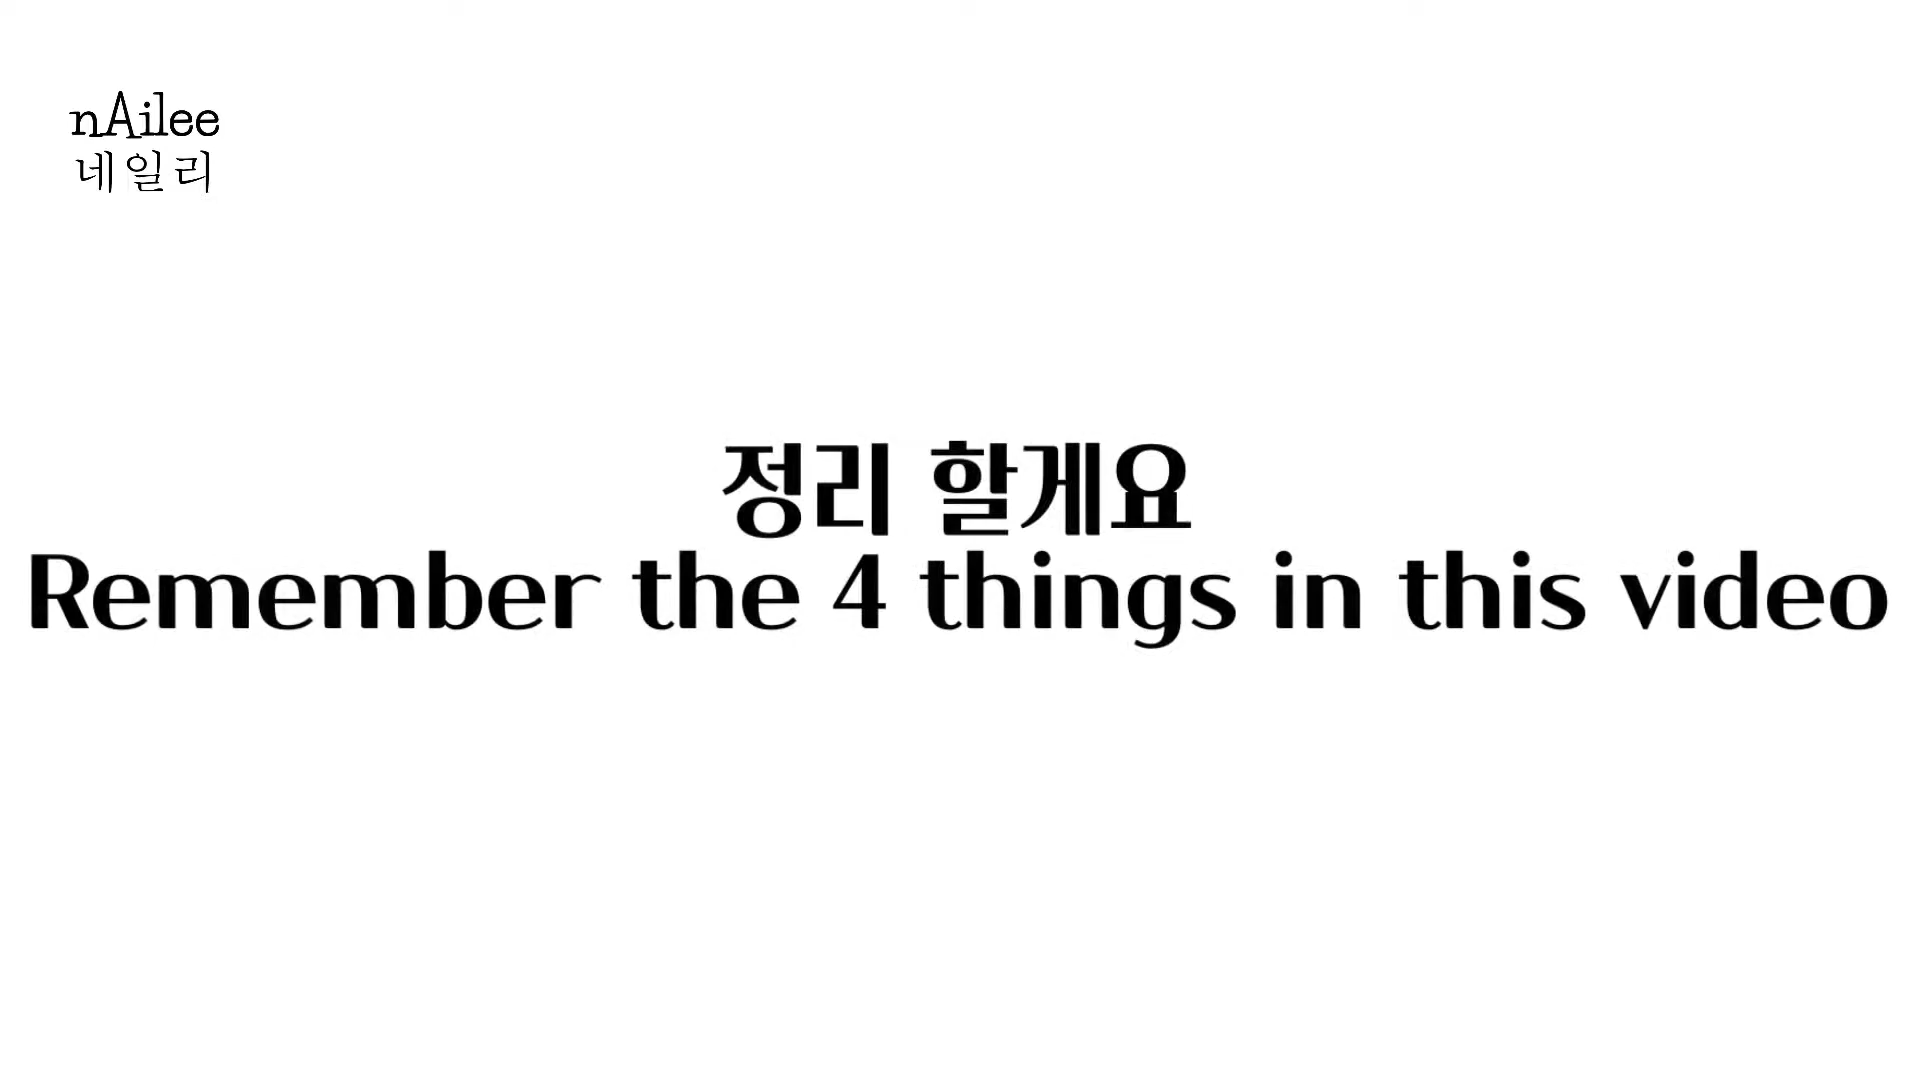 nAilee
네일리
정리 할게요
Remember the 4 things in this video